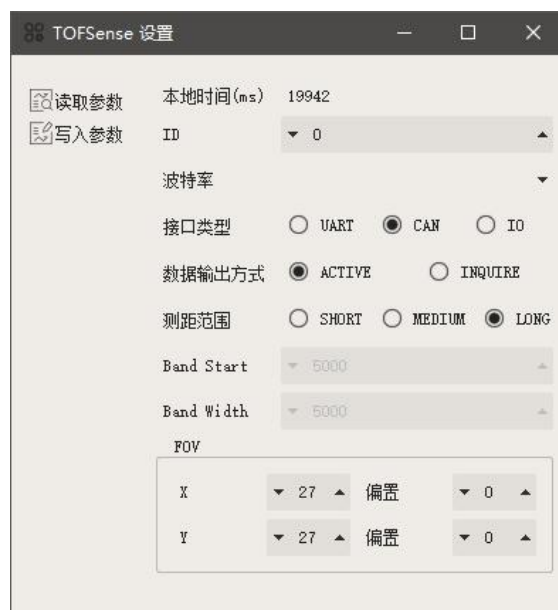 TOFSense 设置
读取参数
写入参数
本地时间(ms) 19942
ID 0
波特率
接口类型 UART CAN IO
数据输出方式 ACTIVE INQUIRE
测距范围 SHORT MEDIUM LONG
Band Start 5000
Band Width 5000
FOV
X 27 偏置 0
Y 27 偏置 0